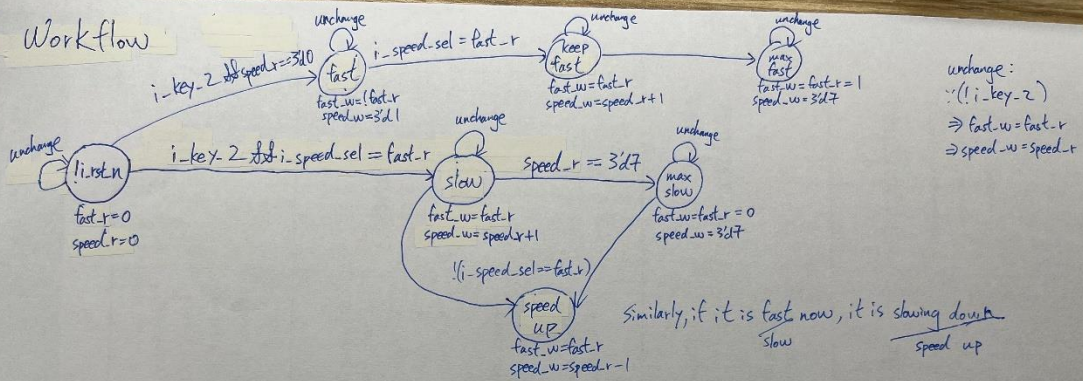 Workflow
unchange
!i_rst_n
fast_r=0
speed_r=0
i_key_2 && speed_r==3'd0
unchange
fast
fast_w=!fast_r
speed_w=3'd1
i_speed_sel=fast_r
unchange
keep
fast
fast_w=fast_r
speed_w=speed_r+1
unchange
max
fast
fast_w=fast_r=1
speed_w=3'd7
unchange:
∵(!i_key_2)
⇒ fast_w=fast_r
⇒ speed_w=speed_r
i_key_2 && i_speed_sel==fast_r
unchange
slow
fast_w=fast_r
speed_w=speed_r+1
speed_r == 3'd7
unchange
max
slow
fast_w=fast_r=0
speed_w=3'd7
!(i_speed_sel==fast_r)
speed
up
fast_w=fast_r
speed_w=speed_r-1
Similarly, if it is fast now, it is slowing down
slow
speed up